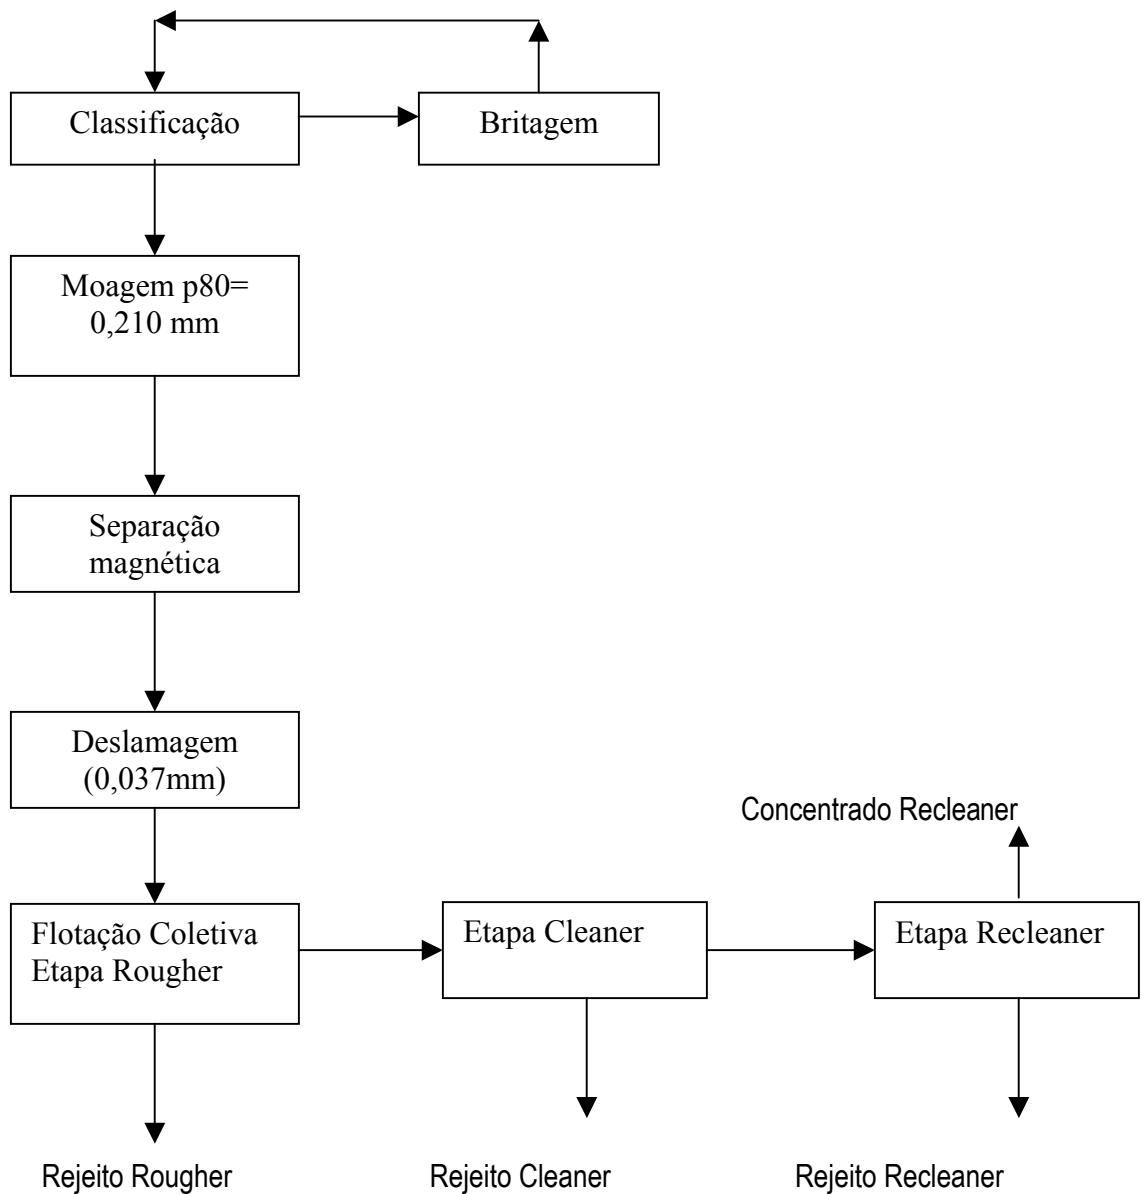 Classificação
Britagem
Moagem p80=
0,210 mm
Separação
magnética
Deslamagem
(0,037mm)
Concentrado Recleaner
Flotação Coletiva
Etapa Rougher
Etapa Cleaner
Etapa Recleaner
Rejeito Rougher
Rejeito Cleaner
Rejeito Recleaner